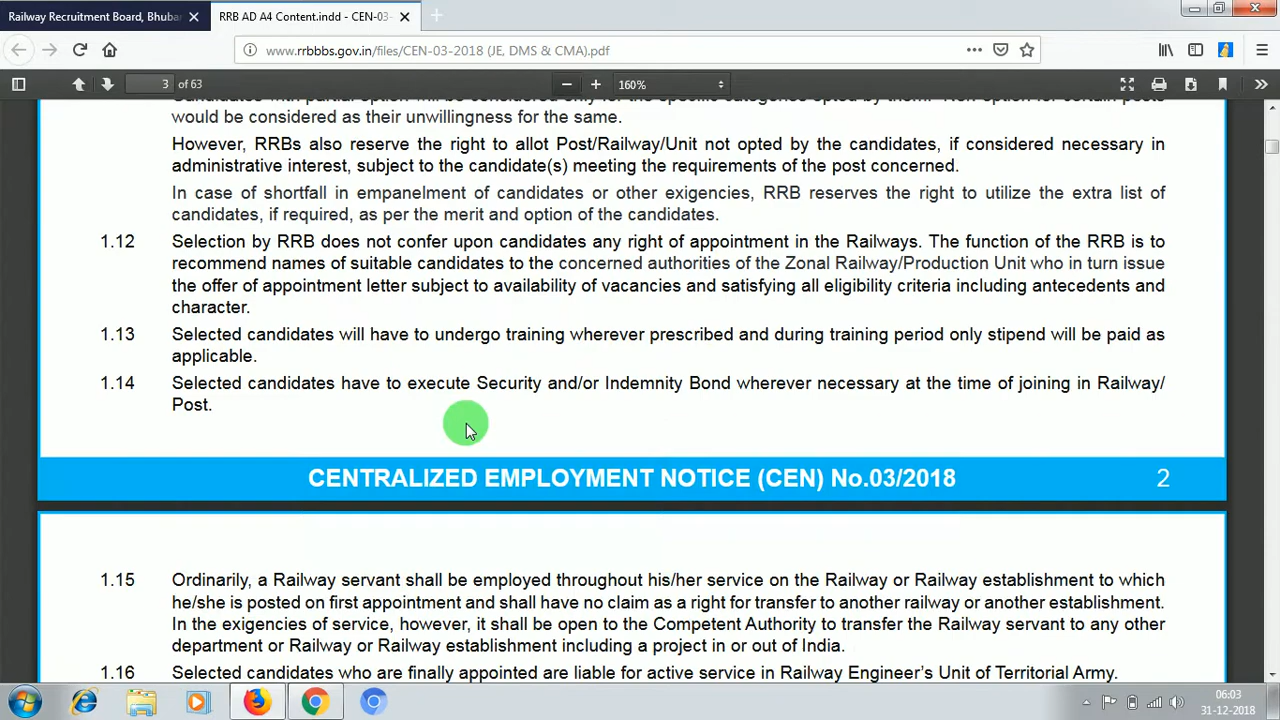 Railway Recruitment Board, Bhuba
RRB AD A4 Content.indd - CEN-03-
www.rrbbbs.gov.in/files/CEN-03-2018 (JE, DMS & CMA).pdf
3 of 63
160%
would be considered as their unwillingness for the same.
However, RRBs also reserve the right to allot Post/Railway/Unit not opted by the candidates, if considered necessary in
administrative interest, subject to the candidate(s) meeting the requirements of the post concerned.
In case of shortfall in empanelment of candidates or other exigencies, RRB reserves the right to utilize the extra list of
candidates, if required, as per the merit and option of the candidates.
1.12 Selection by RRB does not confer upon candidates any right of appointment in the Railways. The function of the RRB is to
recommend names of suitable candidates to the concerned authorities of the Zonal Railway/Production Unit who in turn issue
the offer of appointment letter subject to availability of vacancies and satisfying all eligibility criteria including antecedents and
character.
1.13 Selected candidates will have to undergo training wherever prescribed and during training period only stipend will be paid as
applicable.
1.14 Selected candidates have to execute Security and/or Indemnity Bond wherever necessary at the time of joining in Railway/
Post.
CENTRALIZED EMPLOYMENT NOTICE (CEN) No.03/2018 2
1.15 Ordinarily, a Railway servant shall be employed throughout his/her service on the Railway or Railway establishment to which
he/she is posted on first appointment and shall have no claim as a right for transfer to another railway or another establishment.
In the exigencies of service, however, it shall be open to the Competent Authority to transfer the Railway servant to any other
department or Railway or Railway establishment including a project in or out of India.
1.16 Selected candidates who are finally appointed are liable for active service in Railway Engineer's Unit of Territorial Army.
06:03
31-12-2018